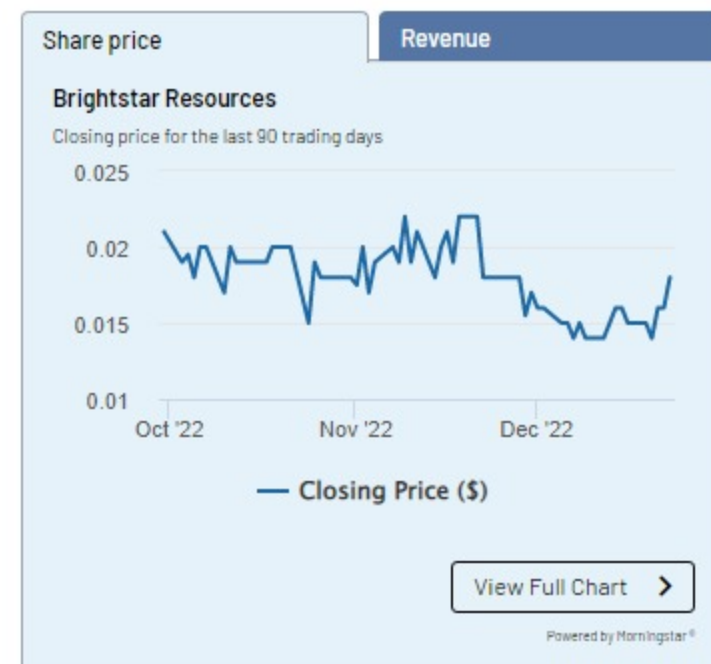 Share price
Revenue
Brightstar Resources
Closing price for the last 90 trading days
0.025
0.02
0.015
0.01
Oct '22
Nov '22
Dec '22
Closing Price ($)
View Full Chart
Powered by Morningstar®